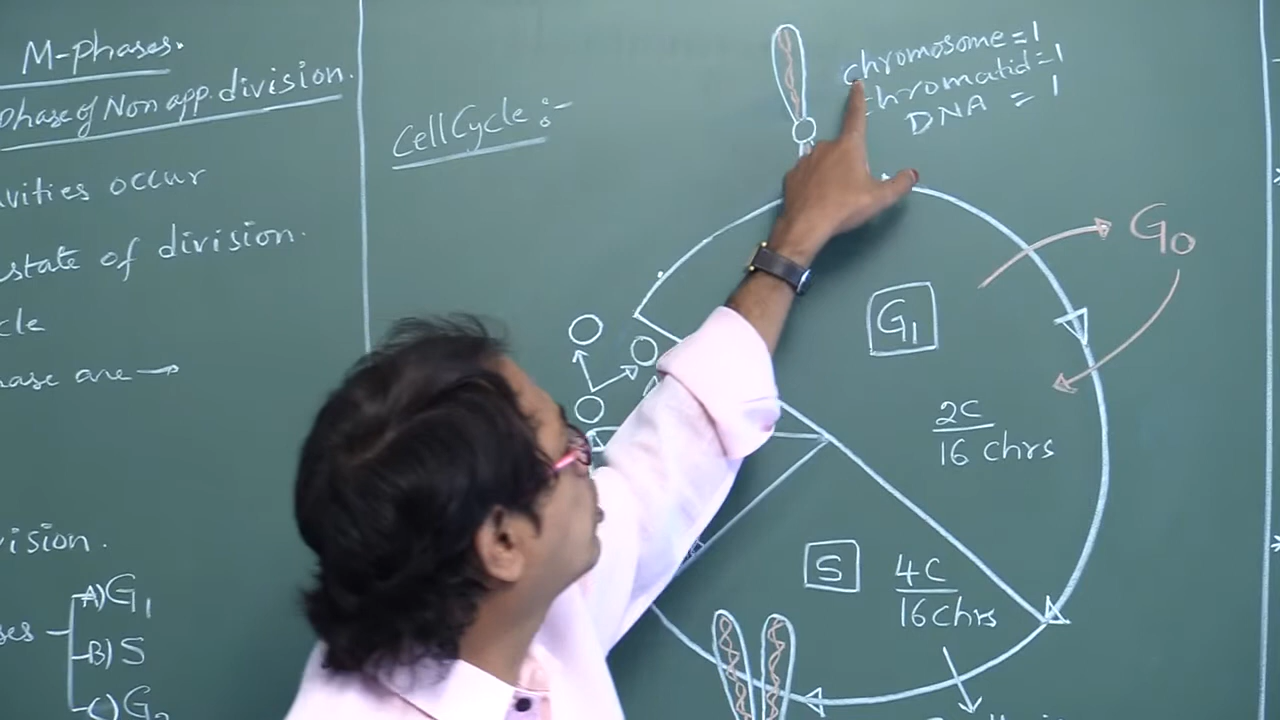 M-Phases.
Phase of Non app. division.
vities occur
state of division.
cle
hase are →
ision.
ses
A) G1
B) S
C) G2
Cell Cycle :-
chromosome = 1
chromatid = 1
DNA = 1
G0
G1
2C
16 chrs
S
4C
16 chrs